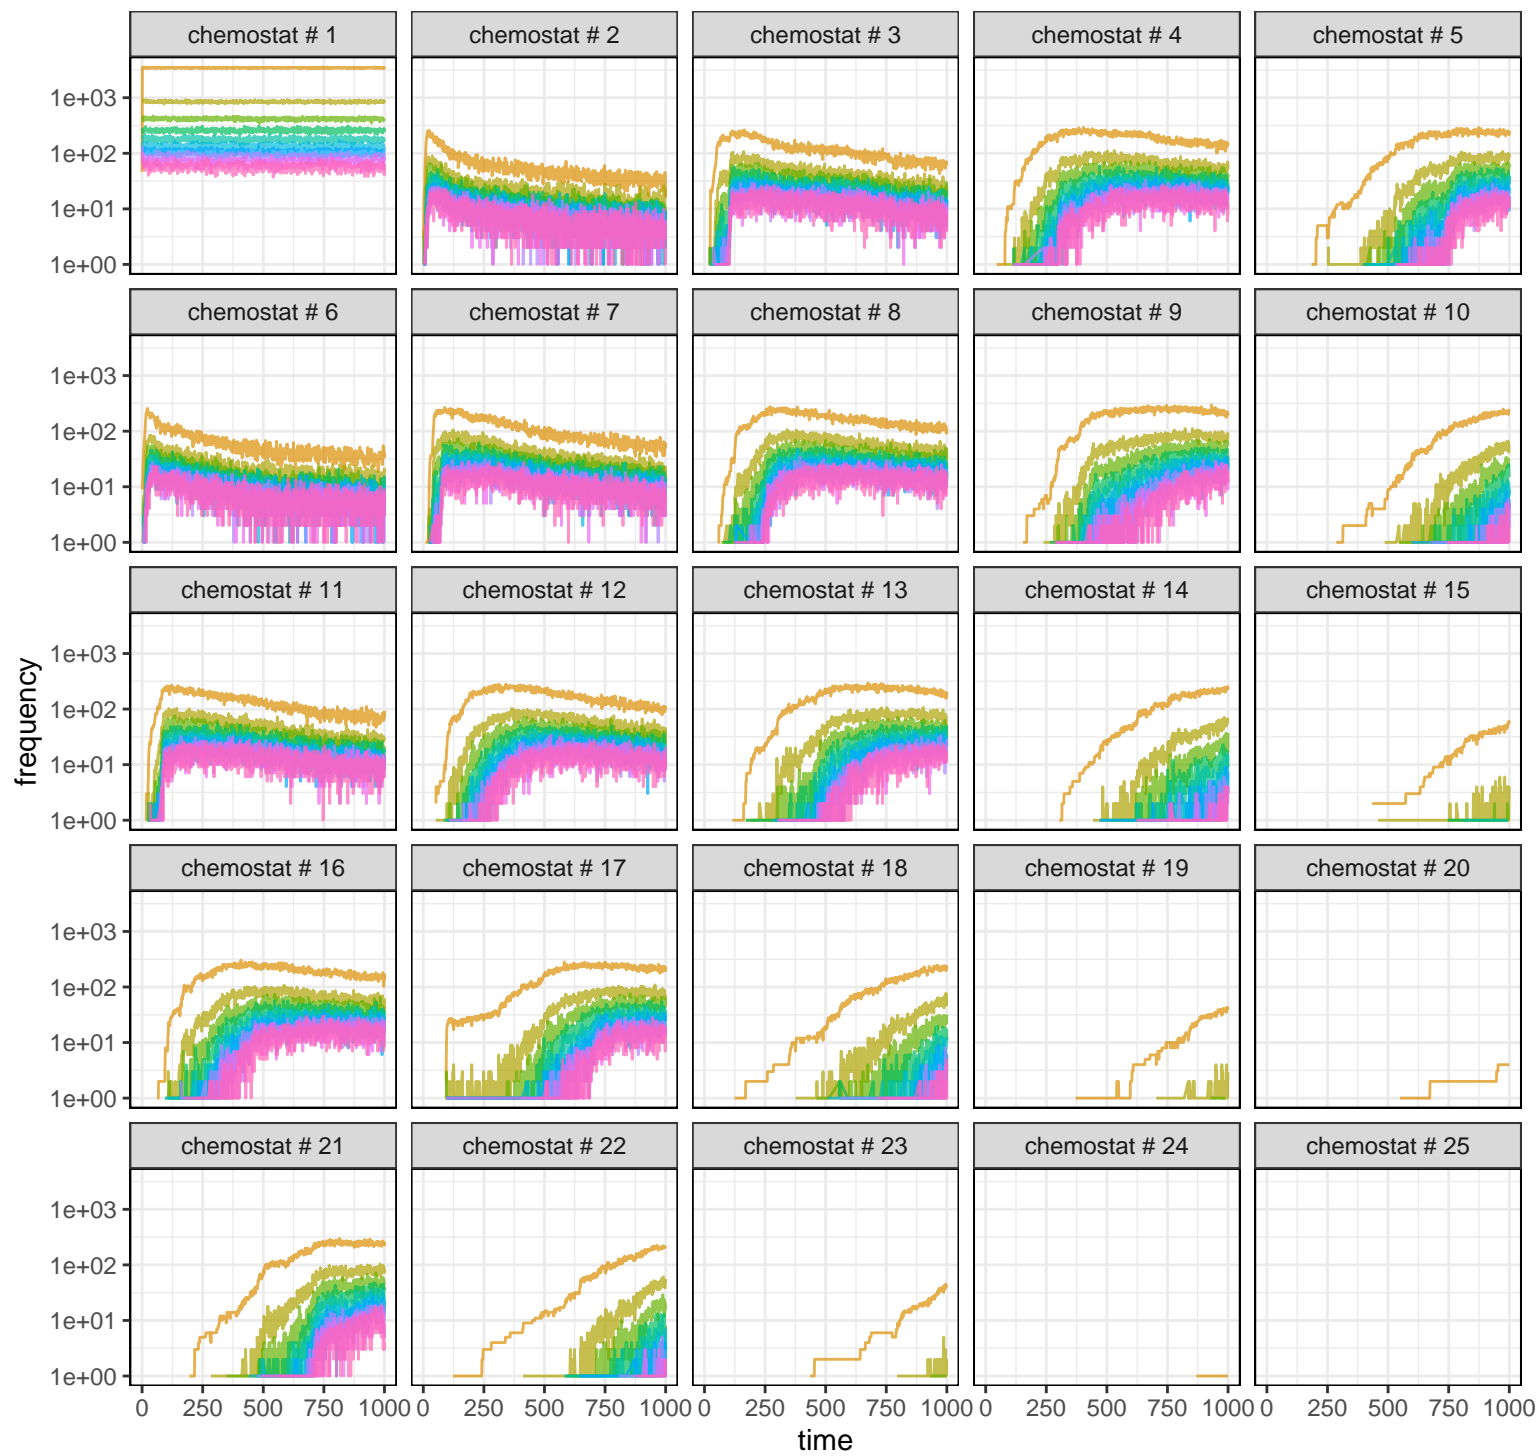 chemostat # 1 chemostat # 2 chemostat # 3 chemostat # 4 chemostat # 5
1e+03
1e+02
1e+01
1e+00
chemostat # 6 chemostat # 7 chemostat # 8 chemostat # 9 chemostat # 10
1e+03
1e+02
1e+01
1e+00
chemostat # 11 chemostat # 12 chemostat # 13 chemostat # 14 chemostat # 15
1e+03
1e+02
1e+01
1e+00
frequency
chemostat # 16 chemostat # 17 chemostat # 18 chemostat # 19 chemostat # 20
1e+03
1e+02
1e+01
1e+00
chemostat # 21 chemostat # 22 chemostat # 23 chemostat # 24 chemostat # 25
1e+03
1e+02
1e+01
1e+00
0 250 500 750 1000 0 250 500 750 1000 0 250 500 750 1000 0 250 500 750 1000 0 250 500 750 1000
time